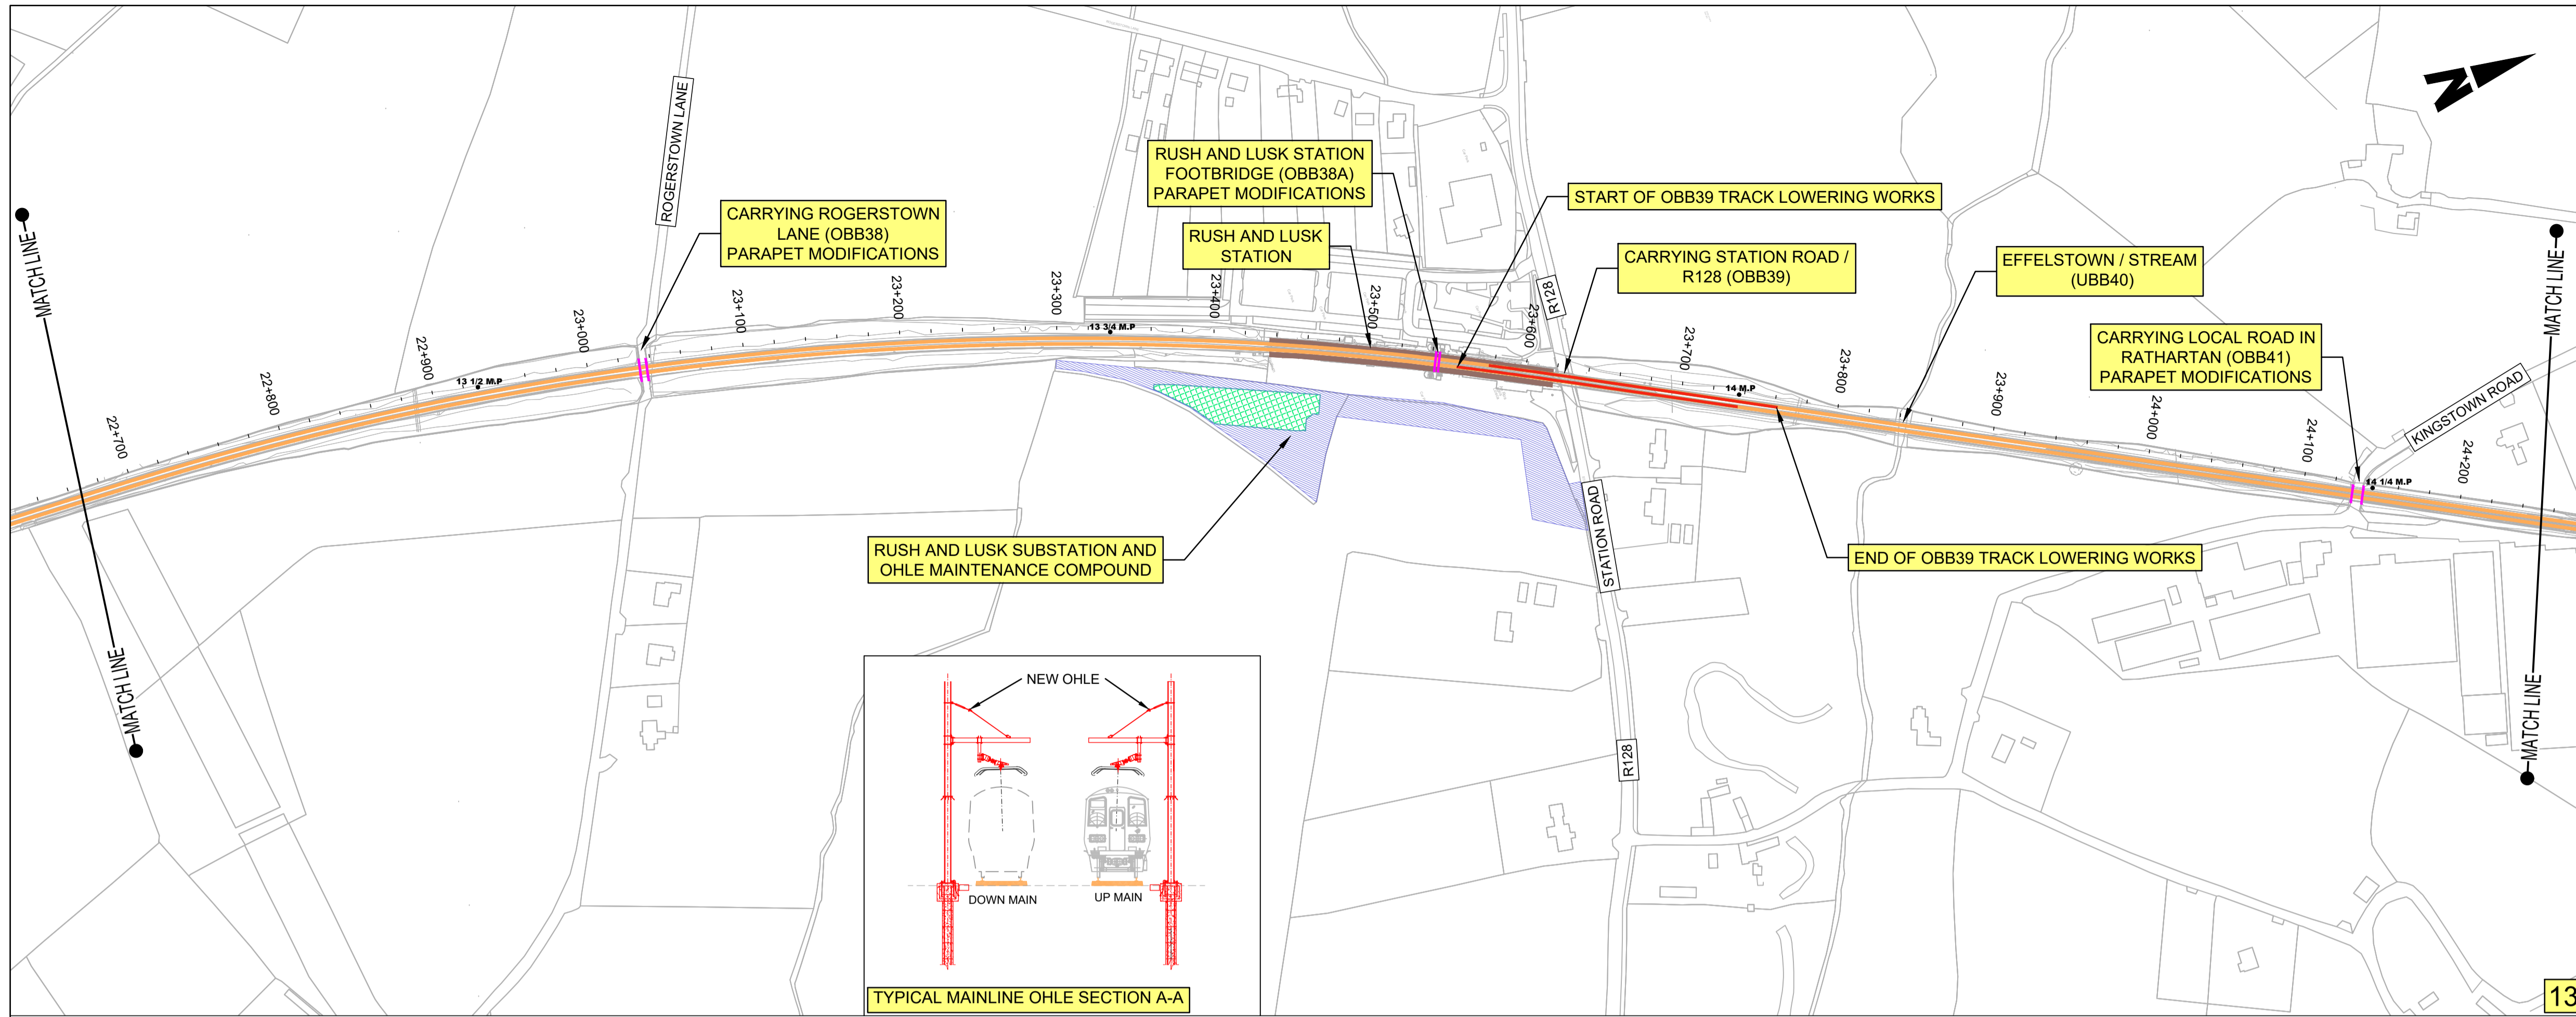 N
ROGERSTOWN LANE
RUSH AND LUSK STATION
FOOTBRIDGE (OBB38A)
PARAPET MODIFICATIONS
START OF OBB39 TRACK LOWERING WORKS
CARRYING ROGERSTOWN
LANE (OBB38)
PARAPET MODIFICATIONS
RUSH AND LUSK
STATION
CARRYING STATION ROAD /
R128 (OBB39)
EFFELSTOWN / STREAM
(UBB40)
CARRYING LOCAL ROAD IN
RATHARTAN (OBB41)
PARAPET MODIFICATIONS
R128
KINGSTOWN ROAD
MATCH LINE
MATCH LINE
22+700
22+800
22+900
23+000
23+100
23+200
23+300
23+400
23+500
23+600
23+700
23+800
23+900
24+000
24+100
24+200
13 1/2 M.P
13 3/4 M.P
14 M.P
14 1/4 M.P
STATION ROAD
RUSH AND LUSK SUBSTATION AND
OHLE MAINTENANCE COMPOUND
END OF OBB39 TRACK LOWERING WORKS
MATCH LINE
MATCH LINE
R128
NEW OHLE
DOWN MAIN
UP MAIN
TYPICAL MAINLINE OHLE SECTION A-A
13